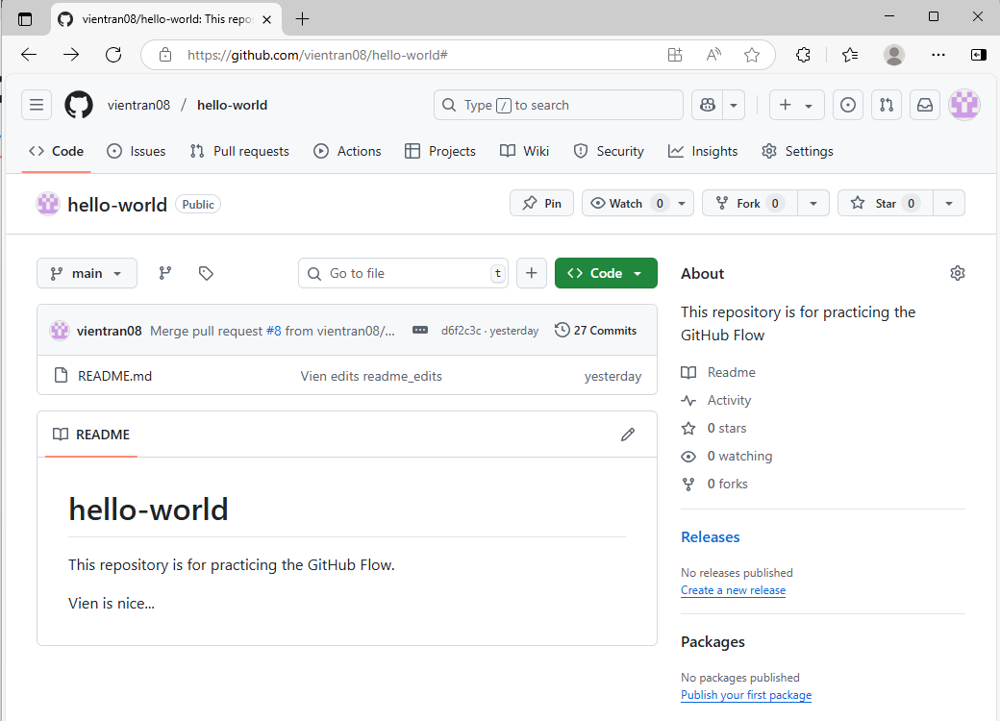 vientran08/hello-world: This repo
https://github.com/vientran08/hello-world#
vientran08 / hello-world
Type / to search
Code Issues Pull requests Actions Projects Wiki Security Insights Settings
hello-world Public
Pin Watch 0 Fork 0 Star 0
main Go to file t Code
vientran08 Merge pull request #8 from vientran08/... d6f2c3c · yesterday 27 Commits
README.md Vien edits readme_edits yesterday
README
hello-world
This repository is for practicing the GitHub Flow.
Vien is nice...
About
This repository is for practicing the
GitHub Flow
Readme
Activity
0 stars
0 watching
0 forks
Releases
No releases published
Create a new release
Packages
No packages published
Publish your first package